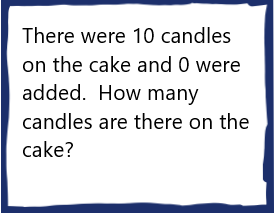 There were 10 candles
on the cake and 0 were
added.  How many
candles are there on the
cake?